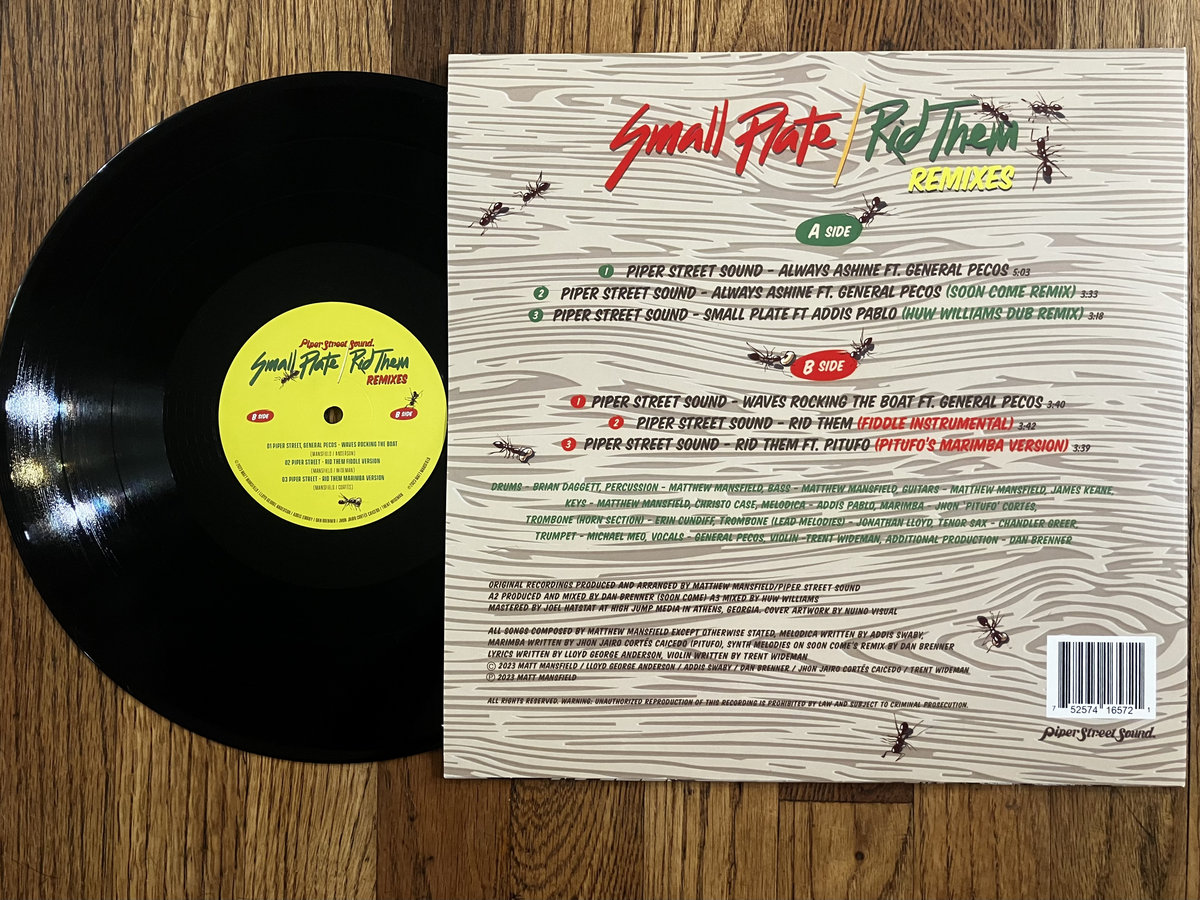 Piper Street Sound.
Small Plate / Rid Them
REMIXES
B SIDE
B SIDE
01 PIPER STREET, GENERAL PECOS - WAVES ROCKING THE BOAT
(MANSFIELD / ANDERSON)
02 PIPER STREET - RID THEM FIDDLE VERSION
(MANSFIELD / WIDEMAN)
03 PIPER STREET - RID THEM MARIMBA VERSION
(MANSFIELD / CORTÉS)
Small Plate / Rid Them
REMIXES
A SIDE
1 PIPER STREET SOUND - ALWAYS ASHINE FT. GENERAL PECOS 5:03
2 PIPER STREET SOUND - ALWAYS ASHINE FT. GENERAL PECOS (SOON COME REMIX) 3:33
3 PIPER STREET SOUND - SMALL PLATE FT ADDIS PABLO (HUW WILLIAMS DUB REMIX) 3:18
B SIDE
1 PIPER STREET SOUND - WAVES ROCKING THE BOAT FT. GENERAL PECOS 3:40
2 PIPER STREET SOUND - RID THEM (FIDDLE INSTRUMENTAL) 3:42
3 PIPER STREET SOUND - RID THEM FT. PITUFO (PITUFO'S MARIMBA VERSION) 3:39
DRUMS - BRIAN DAGGETT, PERCUSSION - MATTHEW MANSFIELD, BASS - MATTHEW MANSFIELD, GUITARS - MATTHEW MANSFIELD, JAMES KEANE,
KEYS - MATTHEW MANSFIELD, CHRISTO CASE, MELODICA - ADDIS PABLO, MARIMBA - JHON 'PITUFO' CORTES,
TROMBONE (HORN SECTION) - ERIN CUNDIFF, TROMBONE (LEAD MELODIES) - JONATHAN LLOYD, TENOR SAX - CHANDLER GREER,
TRUMPET - MICHAEL MEO, VOCALS - GENERAL PECOS, VIOLIN -TRENT WIDEMAN, ADDITIONAL PRODUCTION - DAN BRENNER
ORIGINAL RECORDINGS PRODUCED AND ARRANGED BY MATTHEW MANSFIELD/PIPER STREET SOUND
A2 PRODUCED AND MIXED BY DAN BRENNER (SOON COME) A3 MIXED BY HUW WILLIAMS
MASTERED BY JOEL HATSTAT AT HIGH JUMP MEDIA IN ATHENS, GEORGIA. COVER ARTWORK BY NUINO VISUAL
ALL SONGS COMPOSED BY MATTHEW MANSFIELD EXCEPT OTHERWISE STATED, MELODICA WRITTEN BY ADDIS SWABY,
MARIMBA WRITTEN BY JHON JAIRO CORTÉS CAICEDO (PITUFO), SYNTH MELODIES ON SOON COME'S REMIX BY DAN BRENNER
LYRICS WRITTEN BY LLOYD GEORGE ANDERSON, VIOLIN WRITTEN BY TRENT WIDEMAN
© 2023 MATT MANSFIELD / LLOYD GEORGE ANDERSON / ADDIS SWABY / DAN BRENNER / JHON JAIRO CORTÉS CAICEDO / TRENT WIDEMAN
℗ 2023 MATT MANSFIELD
ALL RIGHTS RESERVED. WARNING: UNAUTHORIZED REPRODUCTION OF THIS RECORDING IS PROHIBITED BY LAW AND SUBJECT TO CRIMINAL PROSECUTION.
7 52574 16572 1
Piper Street Sound.